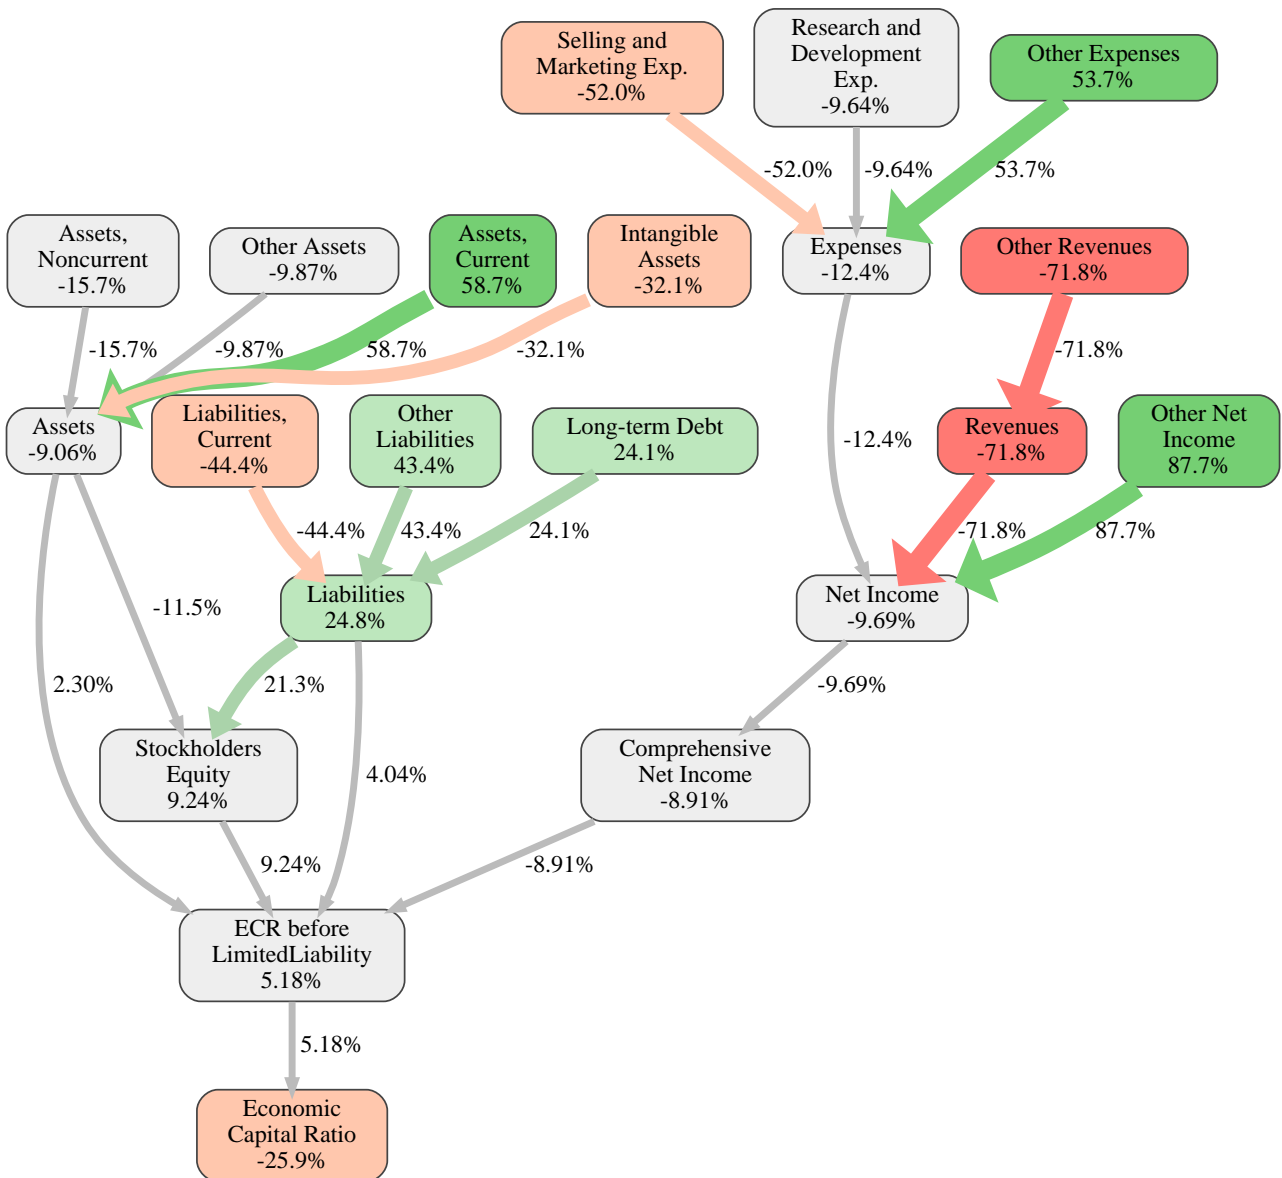 Selling and
Marketing Exp.
-52.0%
Research and
Development
Exp.
-9.64%
Other Expenses
53.7%
-52.0%
-9.64%
53.7%
Assets,
Noncurrent
-15.7%
Other Assets
-9.87%
Assets,
Current
58.7%
Intangible
Assets
-32.1%
Expenses
-12.4%
Other Revenues
-71.8%
-15.7%
-9.87%
58.7%
-32.1%
-71.8%
Assets
-9.06%
Liabilities,
Current
-44.4%
Other
Liabilities
43.4%
Long-term Debt
24.1%
-12.4%
Revenues
-71.8%
Other Net
Income
87.7%
-44.4%
43.4%
24.1%
-71.8%
87.7%
-11.5%
Liabilities
24.8%
Net Income
-9.69%
2.30%
21.3%
-9.69%
Stockholders
Equity
9.24%
4.04%
Comprehensive
Net Income
-8.91%
9.24%
-8.91%
ECR before
LimitedLiability
5.18%
5.18%
Economic
Capital Ratio
-25.9%